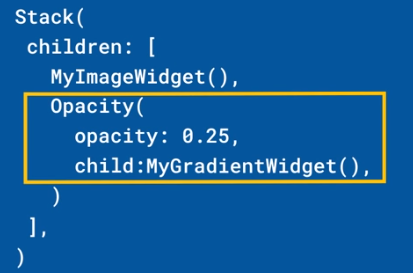 Stack(
 children: [
   MyImageWidget(),
   Opacity(
     opacity: 0.25,
     child:MyGradientWidget(),
   )
 ],
)